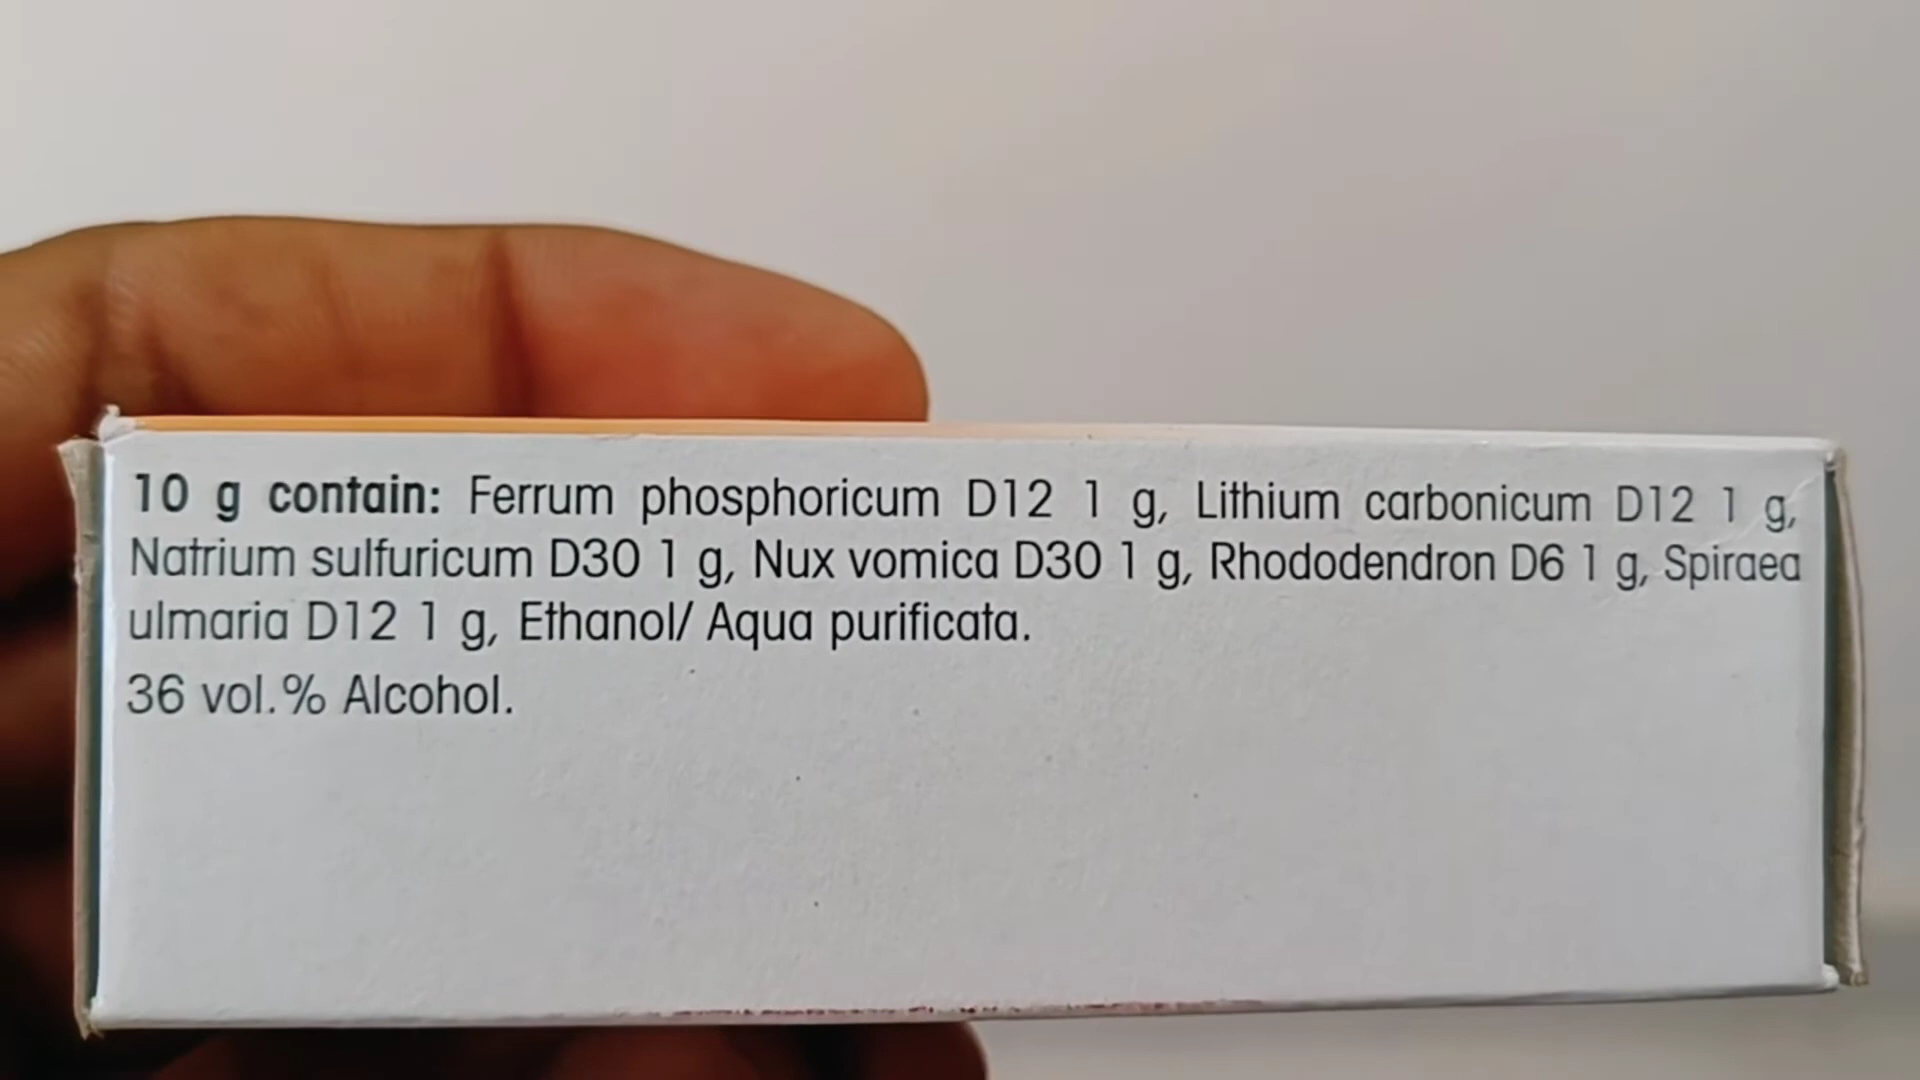 10 g contain: Ferrum phosphoricum D12 1 g, Lithium carbonicum D12 1 g,
Natrium sulfuricum D30 1 g, Nux vomica D30 1 g, Rhododendron D6 1 g, Spiraea
ulmaria D12 1 g, Ethanol/ Aqua purificata.
36 vol.% Alcohol.